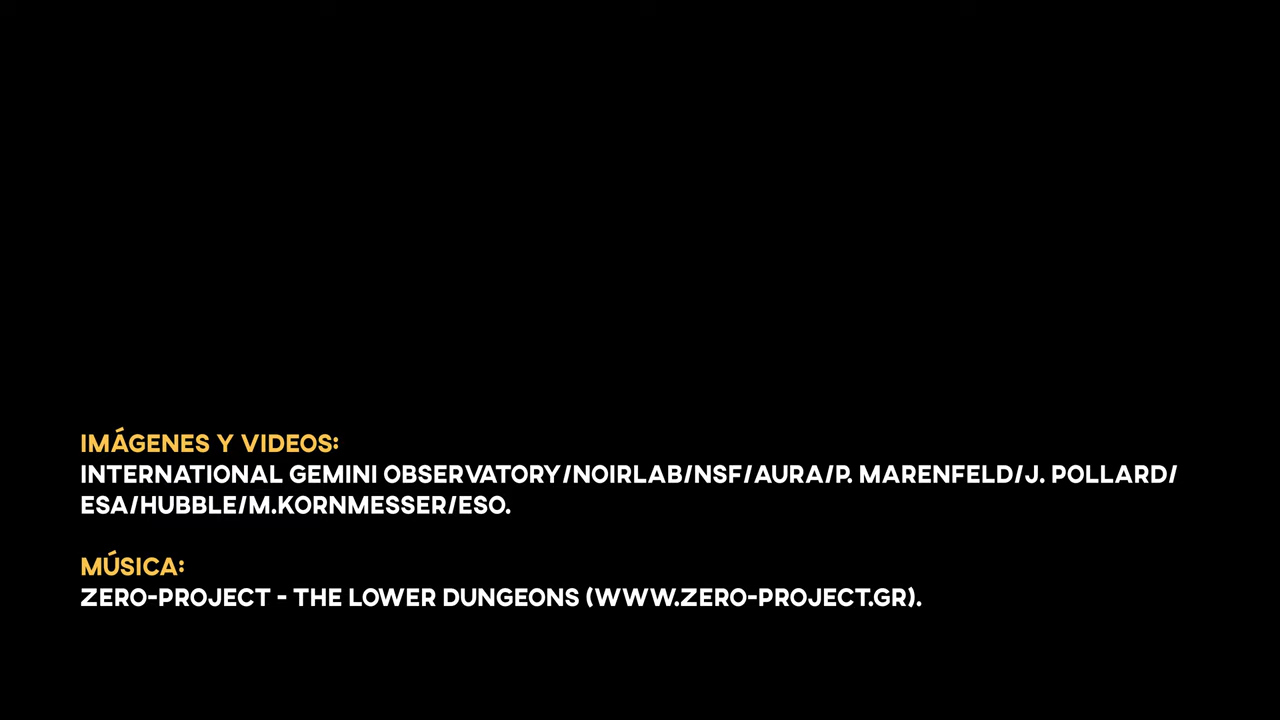 IMÁGENES Y VIDEOS:
INTERNATIONAL GEMINI OBSERVATORY/NOIRLAB/NSF/AURA/P. MARENFELD/J. POLLARD/
ESA/HUBBLE/M.KORNMESSER/ESO.
MÚSICA:
ZERO-PROJECT - THE LOWER DUNGEONS (WWW.ZERO-PROJECT.GR).